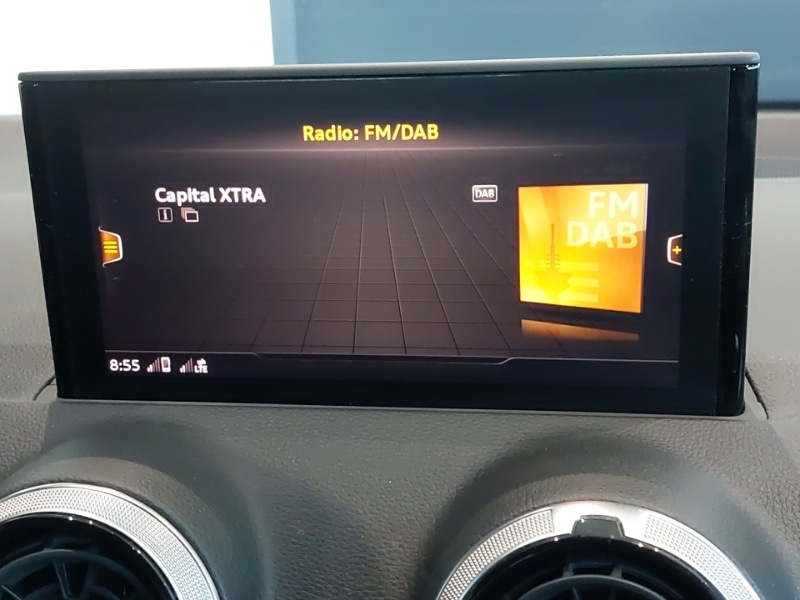 Radio: FM/DAB
Capital XTRA
DAB
FM
DAB
8:55 LTE